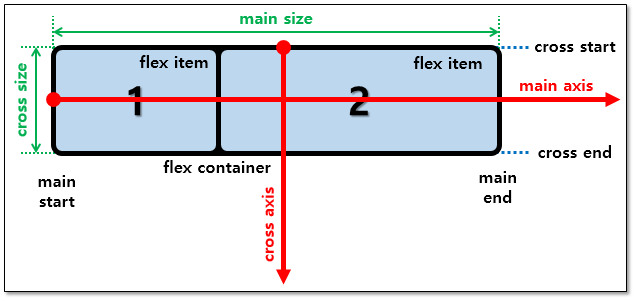 main size
cross start
flex item
flex item
cross size
1
2
main axis
flex container
cross end
main
start
cross axis
main
end